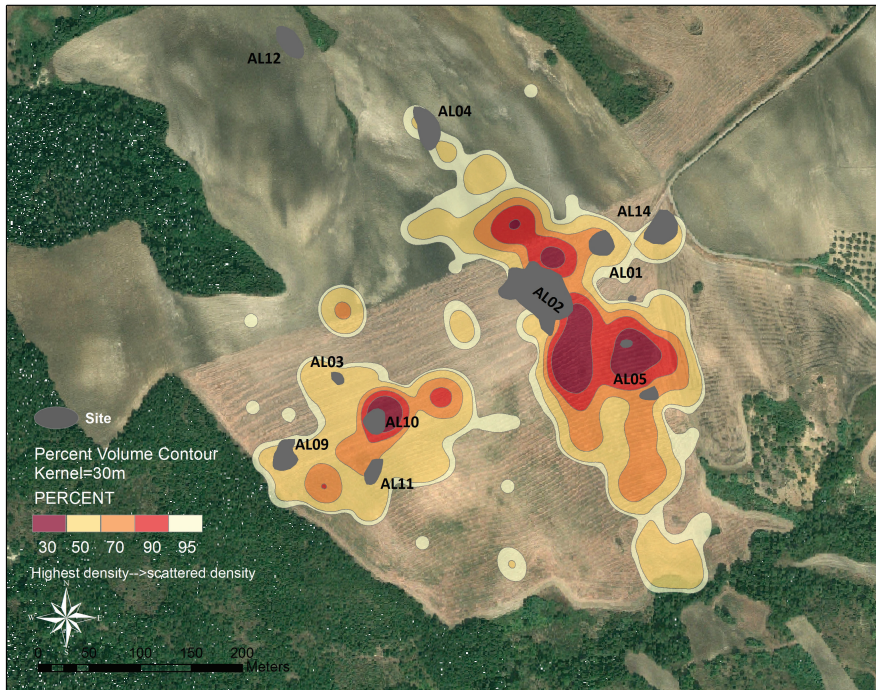 AL12
AL04
AL14
AL01
AL02
AL03
AL05
Site
AL10
AL09
AL11
Percent Volume Contour
Kernel=30m
PERCENT
30 50 70 90 95
Highest density-->scattered density
N
W E
S
0 50 100 200
Meters